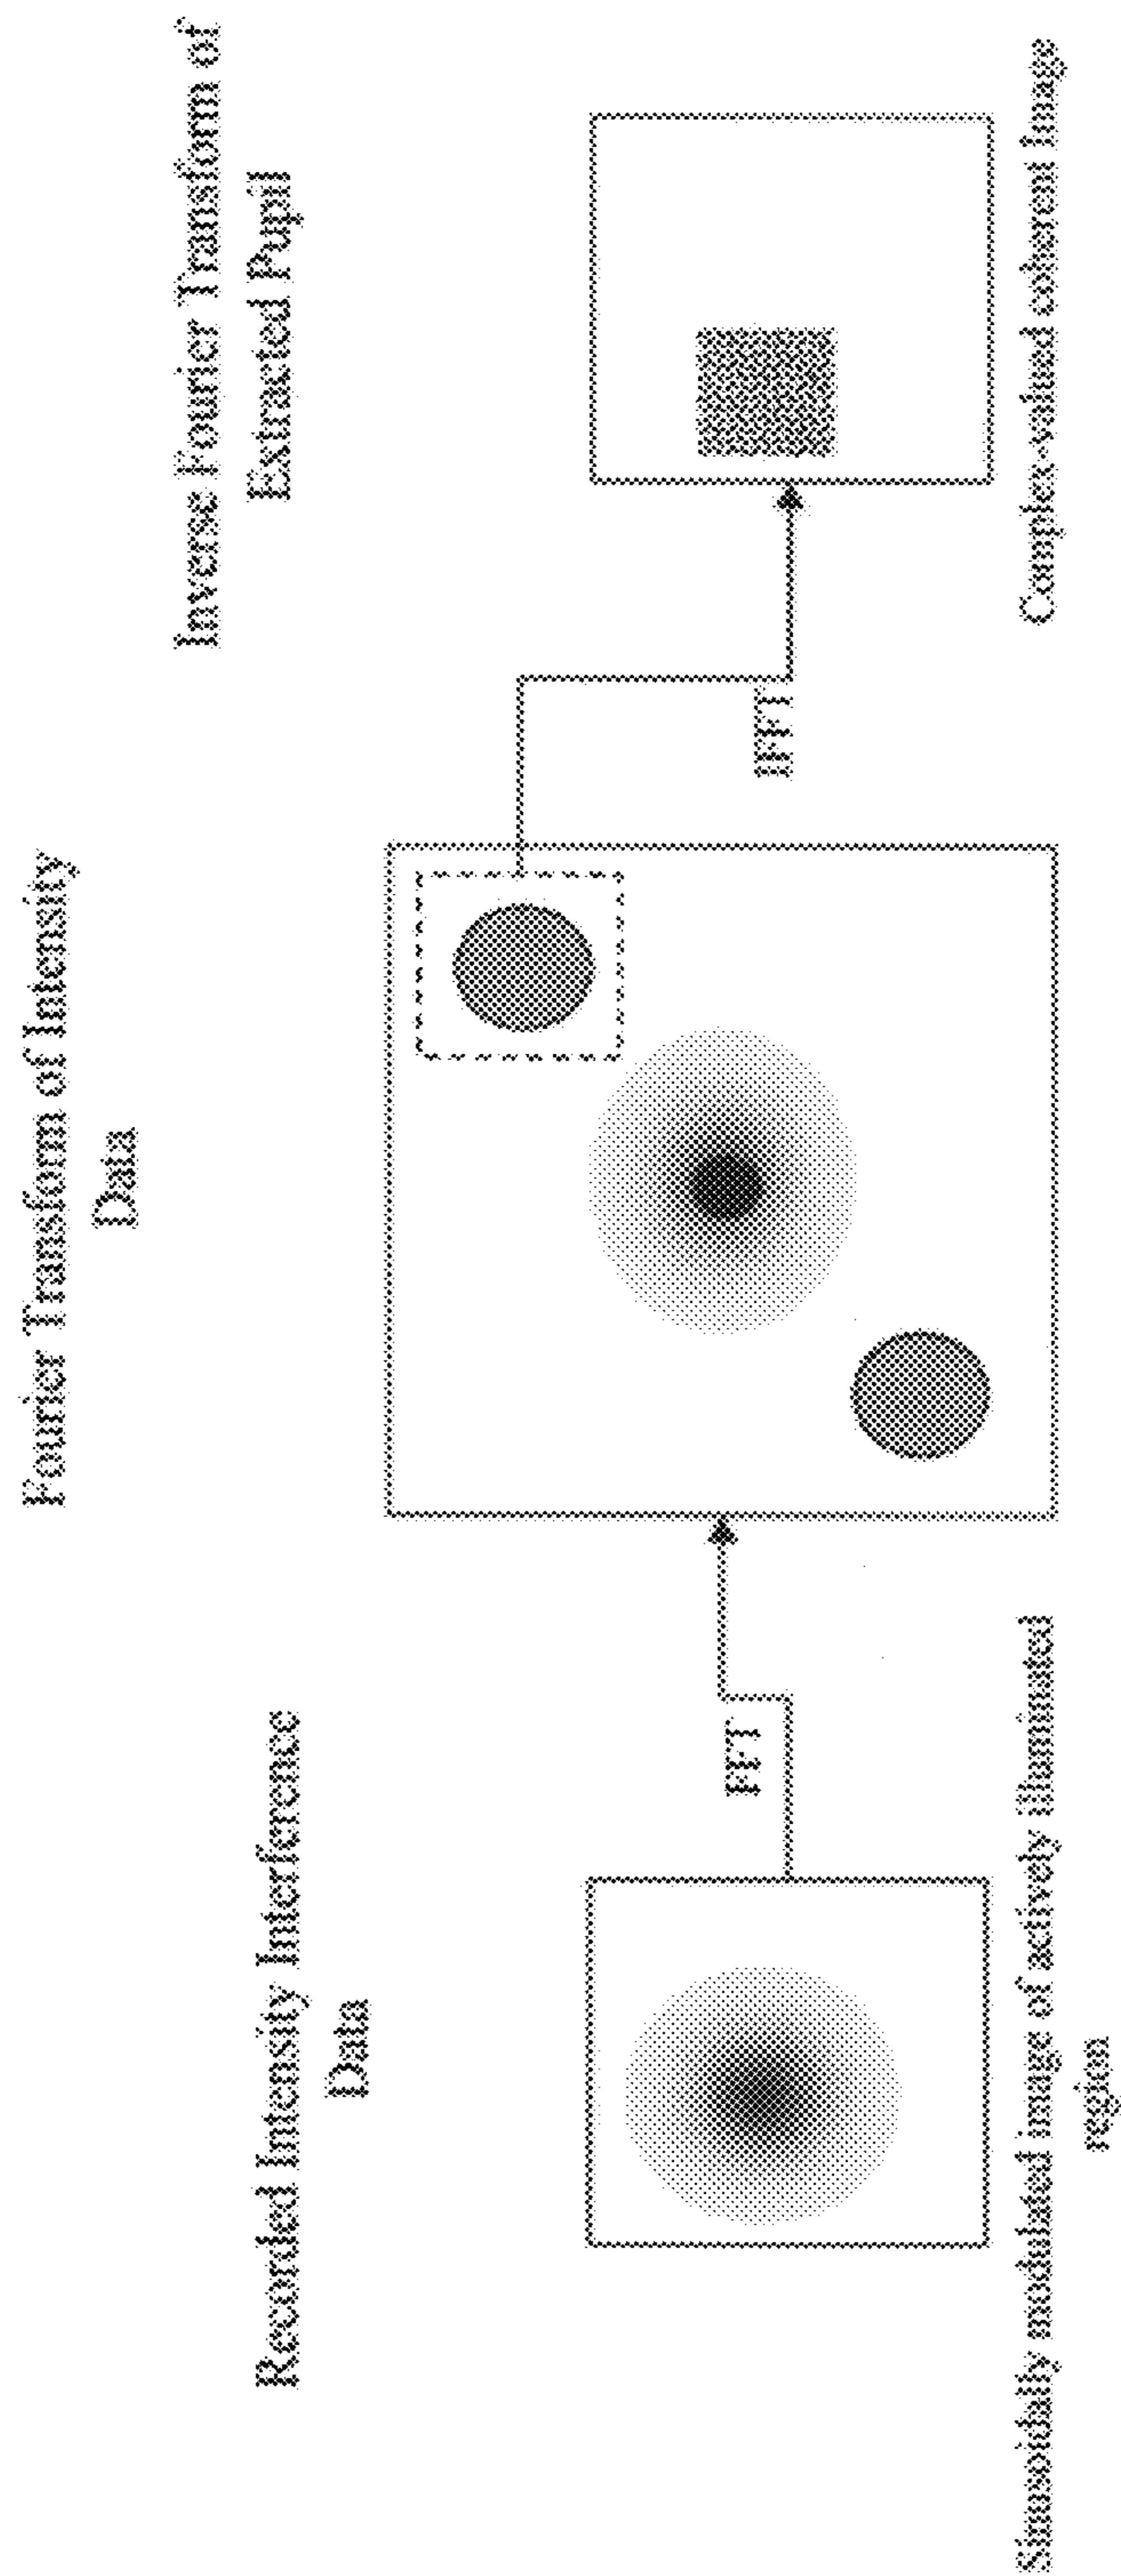 Recorded Intensity Interference
Data
FFT
Sinusoidally modulated image of actively illuminated
region
Fourier Transform of Intensity
Data
IFFT
Inverse Fourier Transform of
Extracted Pupil
Complex-valued coherent Image